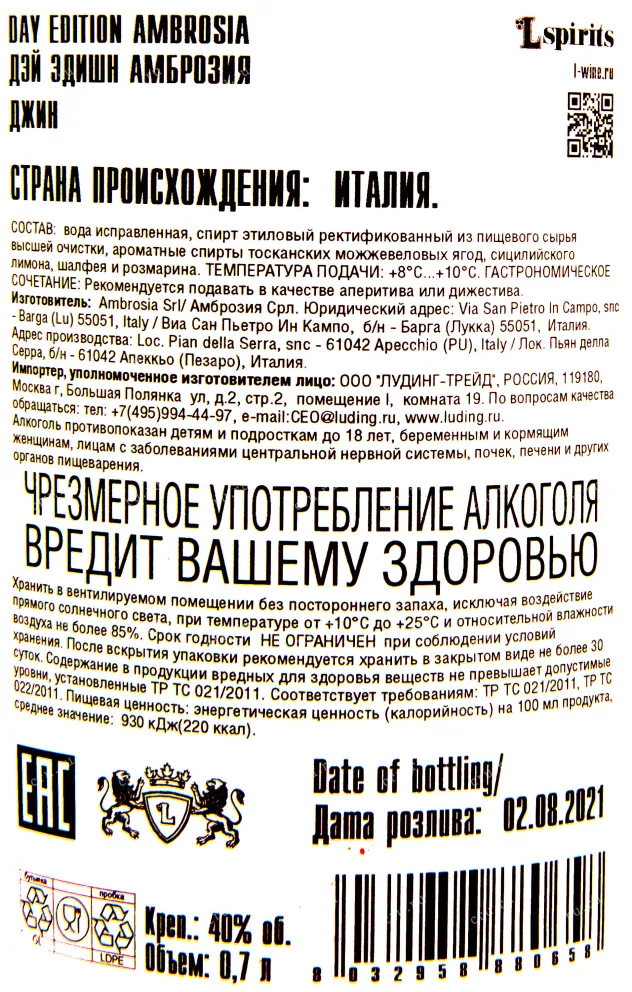 DAY EDITION AMBROSIA
ДЭЙ ЭДИШН АМБРОЗИЯ
ДЖИН
L spirits
l-wine.ru
СТРАНА ПРОИСХОЖДЕНИЯ: ИТАЛИЯ.
СОСТАВ: вода исправленная, спирт этиловый ректификованный из пищевого сырья
высшей очистки, ароматные спирты тосканских можжевеловых ягод, сицилийского
лимона, шалфея и розмарина. ТЕМПЕРАТУРА ПОДАЧИ: +8°С...+10°С. ГАСТРОНОМИЧЕСКОЕ
СОЧЕТАНИЕ: Рекомендуется подавать в качестве аперитива или дижестива.
Изготовитель: Ambrosia Srl/ Амброзия Срл. Юридический адрес: Via San Pietro In Campo, snc
- Barga (Lu) 55051, Italy / Виа Сан Пьетро Ин Кампо, б/н - Барга (Лукка) 55051, Италия.
Адрес производства: Loc. Pian della Serra, snc - 61042 Apecchio (PU), Italy / Лок. Пьян делла
Серра, б/н - 61042 Апеккьо (Пезаро), Италия.
Импортер, уполномоченное изготовителем лицо: ООО "ЛУДИНГ-ТРЕЙД", РОССИЯ, 119180,
Москва г, Большая Полянка ул, д.2, стр.2, помещение I, комната 19. По вопросам качества
обращаться: тел: +7(495)994-44-97, e-mail:CEO@luding.ru, www.luding.ru.
Алкоголь противопоказан детям и подросткам до 18 лет, беременным и кормящим
женщинам, лицам с заболеваниями центральной нервной системы, почек, печени и других
органов пищеварения.
ЧРЕЗМЕРНОЕ УПОТРЕБЛЕНИЕ АЛКОГОЛЯ
ВРЕДИТ ВАШЕМУ ЗДОРОВЬЮ
Хранить в вентилируемом помещении без постороннего запаха, исключая воздействие
прямого солнечного света, при температуре от +10°С до +25°С и относительной влажности
воздуха не более 85%. Срок годности НЕ ОГРАНИЧЕН при соблюдении условий
хранения. После вскрытия упаковки рекомендуется хранить в закрытом виде не более 30
суток. Содержание в продукции вредных для здоровья веществ не превышает допустимые
уровни, установленные ТР ТС 021/2011. Соответствует требованиям: ТР ТС 021/2011, ТР ТС
022/2011. Пищевая ценность: энергетическая ценность (калорийность) на 100 мл продукта,
среднее значение: 930 кДж(220 ккал).
EAC
L
Date of bottling/
Дата розлива: 02.08.2021
бутылка
пробка
GL
LDPE
Креп.: 40% об.
Объем: 0,7 л
8 032958 880658